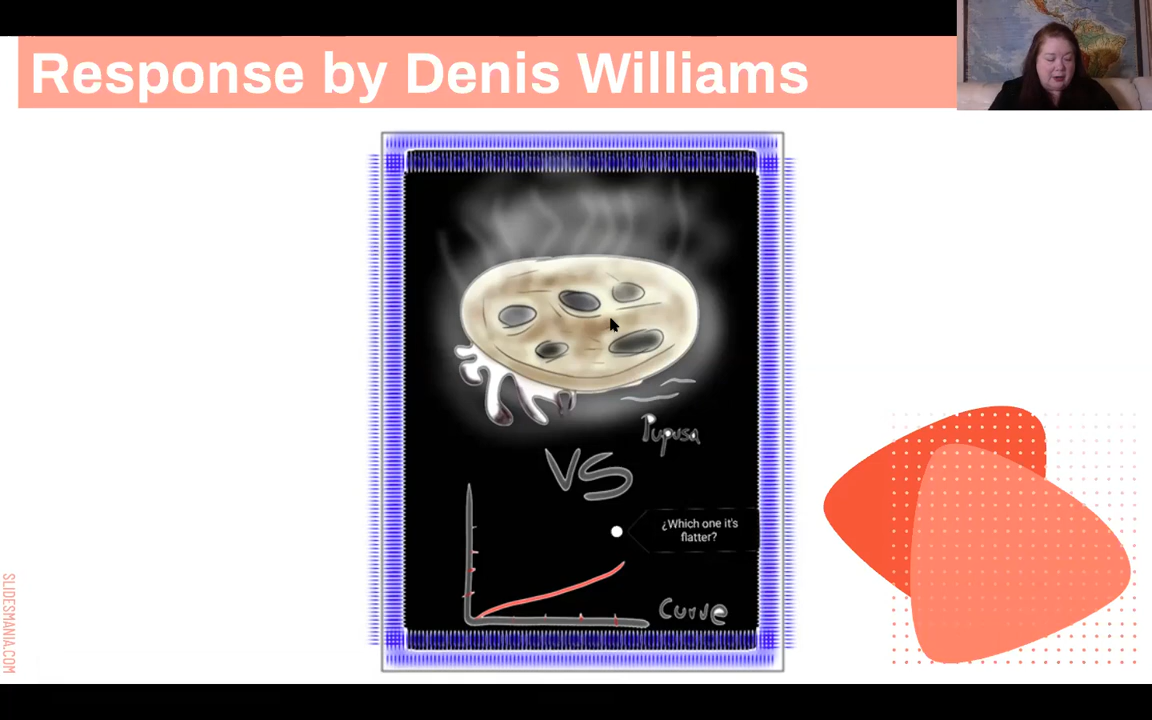 Response by Denis Williams
Pupusa
VS
¿Which one it's
flatter?
Curve
SLIDESMANIA.COM